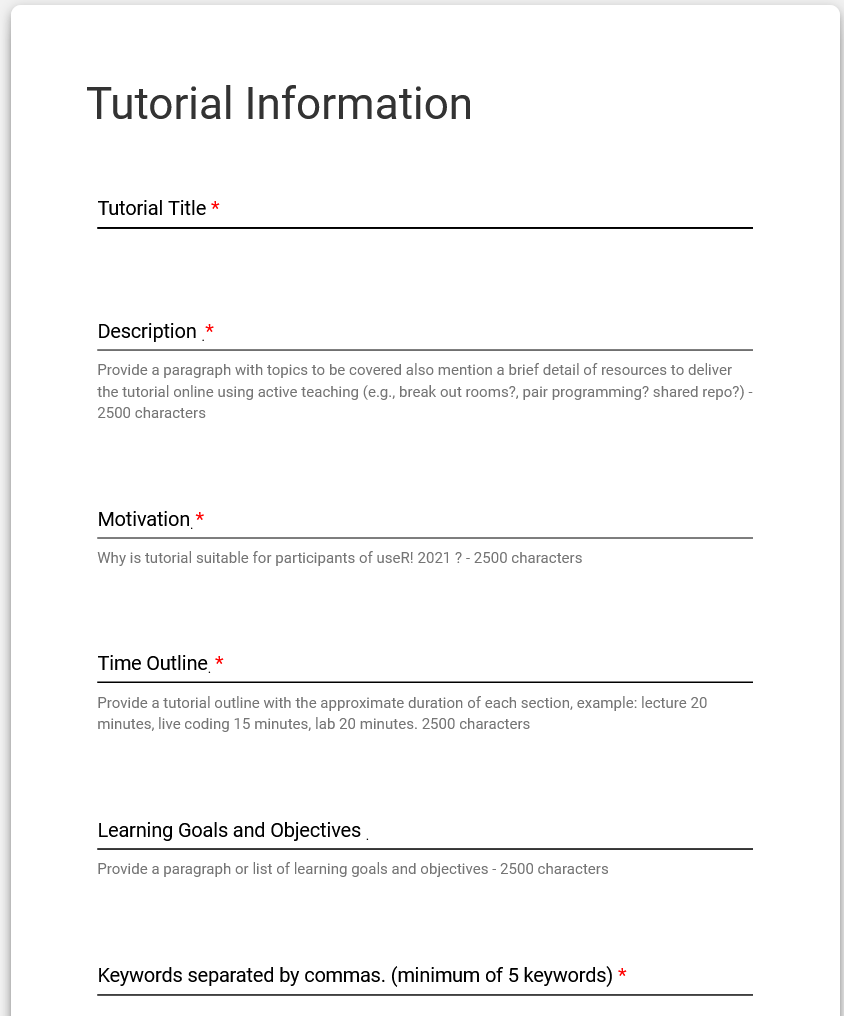 Tutorial Information
Tutorial Title *
Description .*
Provide a paragraph with topics to be covered also mention a brief detail of resources to deliver
the tutorial online using active teaching (e.g., break out rooms?, pair programming? shared repo?) -
2500 characters
Motivation.*
Why is tutorial suitable for participants of useR! 2021 ? - 2500 characters
Time Outline. *
Provide a tutorial outline with the approximate duration of each section, example: lecture 20
minutes, live coding 15 minutes, lab 20 minutes. 2500 characters
Learning Goals and Objectives .
Provide a paragraph or list of learning goals and objectives - 2500 characters
Keywords separated by commas. (minimum of 5 keywords) *